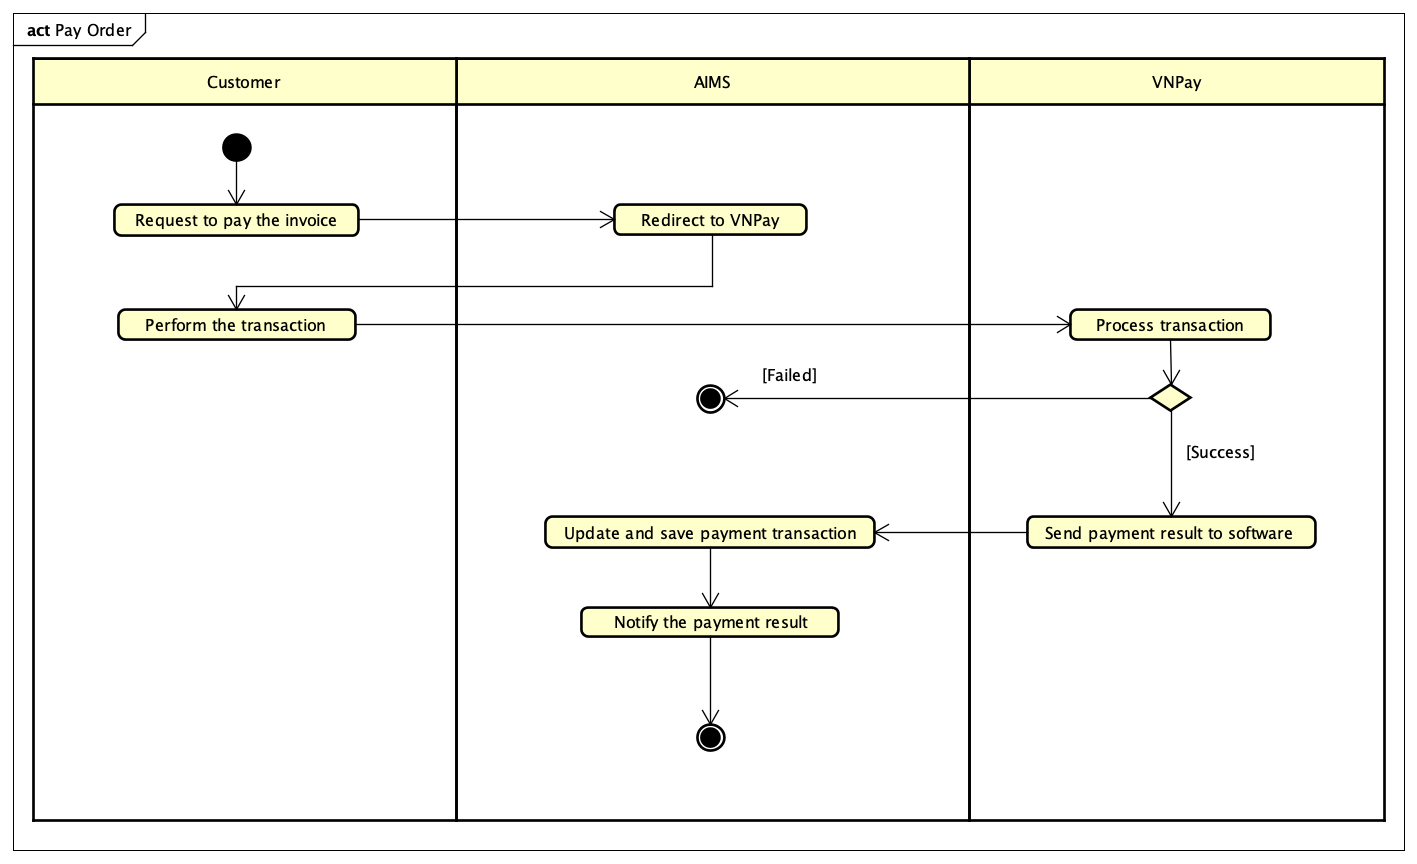 act Pay Order
Customer
AIMS
VNPay
Request to pay the invoice
Redirect to VNPay
Perform the transaction
Process transaction
[Failed]
[Success]
Update and save payment transaction
Send payment result to software
Notify the payment result